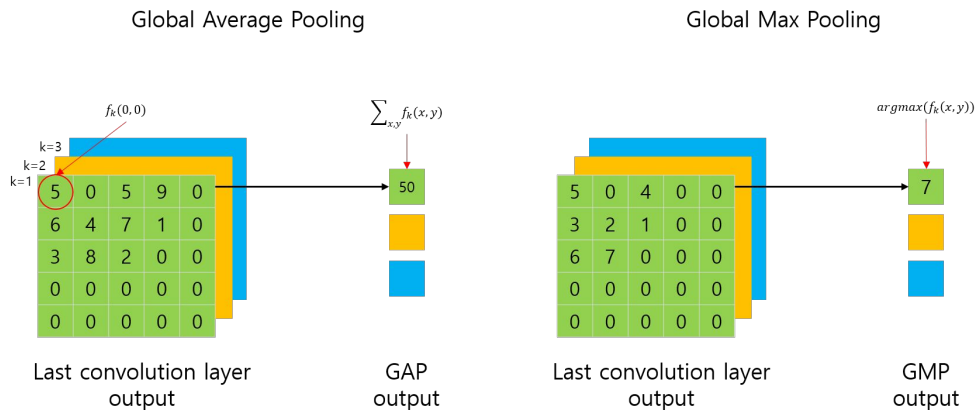 Global Average Pooling
Global Max Pooling
f_k(0,0)
∑_{x,y} f_k(x,y)
argmax(f_k(x,y))
k=3
k=2
k=1
5 0 5 9 0
6 4 7 1 0
3 8 2 0 0
0 0 0 0 0
0 0 0 0 0
50
5 0 4 0 0
3 2 1 0 0
6 7 0 0 0
0 0 0 0 0
0 0 0 0 0
7
Last convolution layer
output
GAP
output
Last convolution layer
output
GMP
output